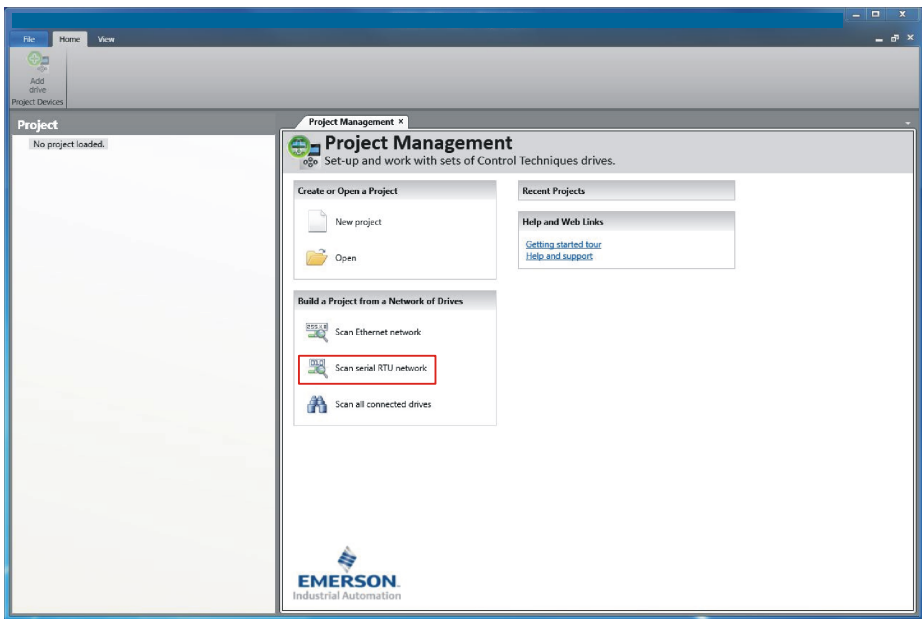 File Home View
Add
drive
Project Devices
Project
No project loaded.
Project Management ×
Project Management
Set-up and work with sets of Control Techniques drives.
Create or Open a Project
New project
Open
Build a Project from a Network of Drives
Scan Ethernet network
Scan serial RTU network
Scan all connected drives
Recent Projects
Help and Web Links
Getting started tour
Help and support
EMERSON
Industrial Automation